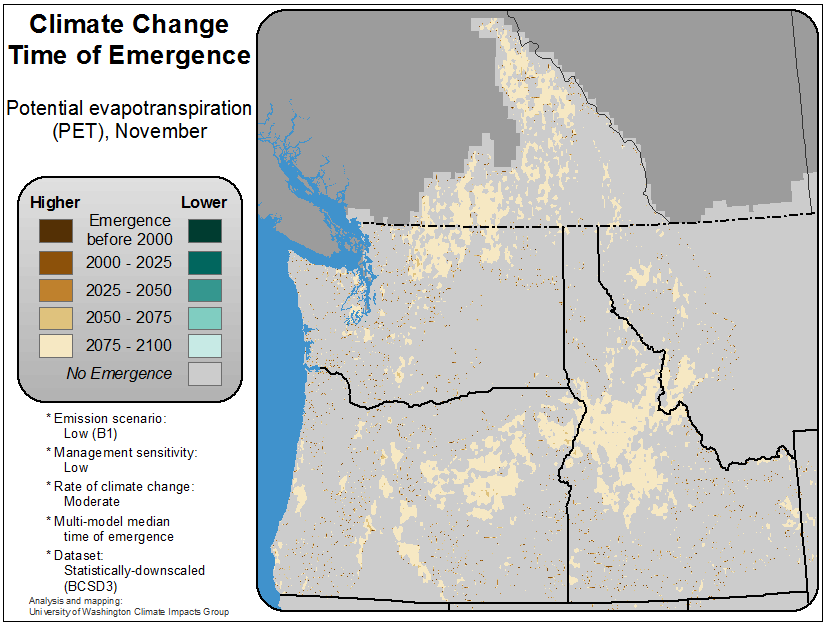 Climate Change
Time of Emergence
Potential evapotranspiration
(PET), November
Higher Lower
Emergence
before 2000
2000 - 2025
2025 - 2050
2050 - 2075
2075 - 2100
No Emergence
* Emission scenario:
Low (B1)
* Management sensitivity:
Low
* Rate of climate change:
Moderate
* Multi-model median
time of emergence
* Dataset:
Statistically-downscaled
(BCSD3)
Analysis and mapping:
University of Washington Climate Impacts Group